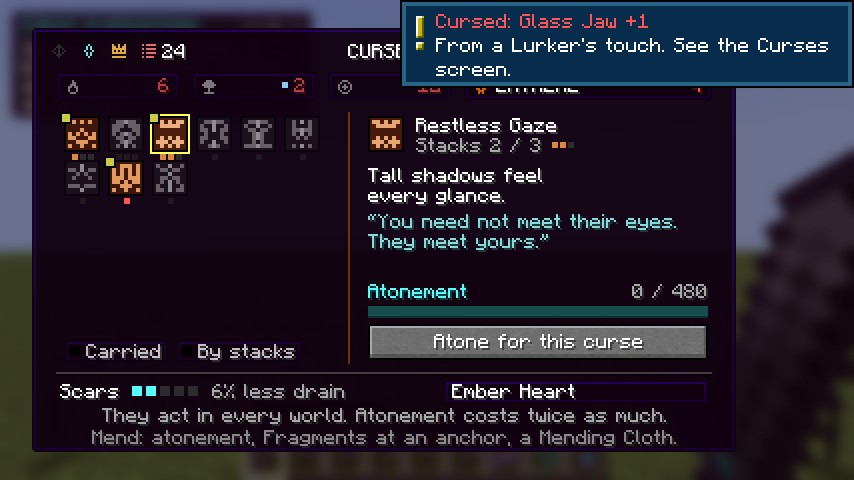 Cursed: Glass Jaw +1
From a Lurker's touch. See the Curses
screen.
24
6
2
Restless Gaze
Stacks 2 / 3
Tall shadows feel
every glance.
“You need not meet their eyes.
They meet yours.”
Atonement 0 / 480
Atone for this curse
Carried By stacks
Scars 6% less drain Ember Heart
They act in every world. Atonement costs twice as much.
Mend: atonement, Fragments at an anchor, a Mending Cloth.